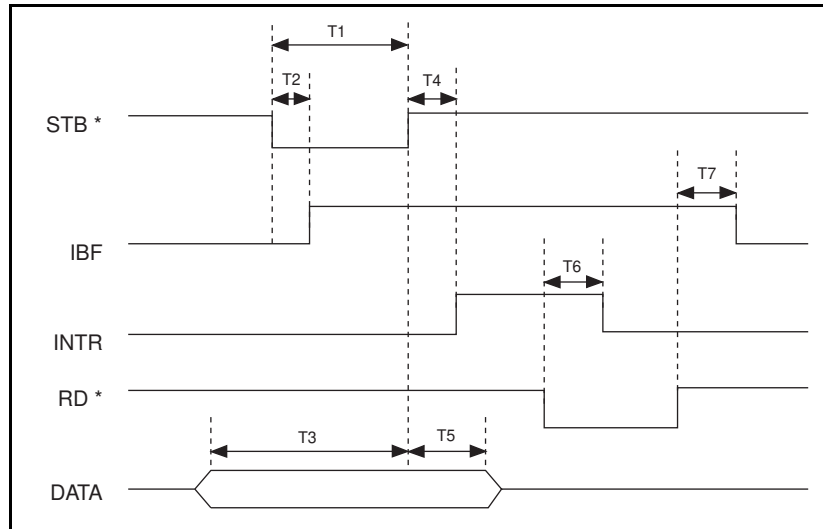 T1
T2
T4
STB *
T7
IBF
T6
INTR
RD *
T3
T5
DATA